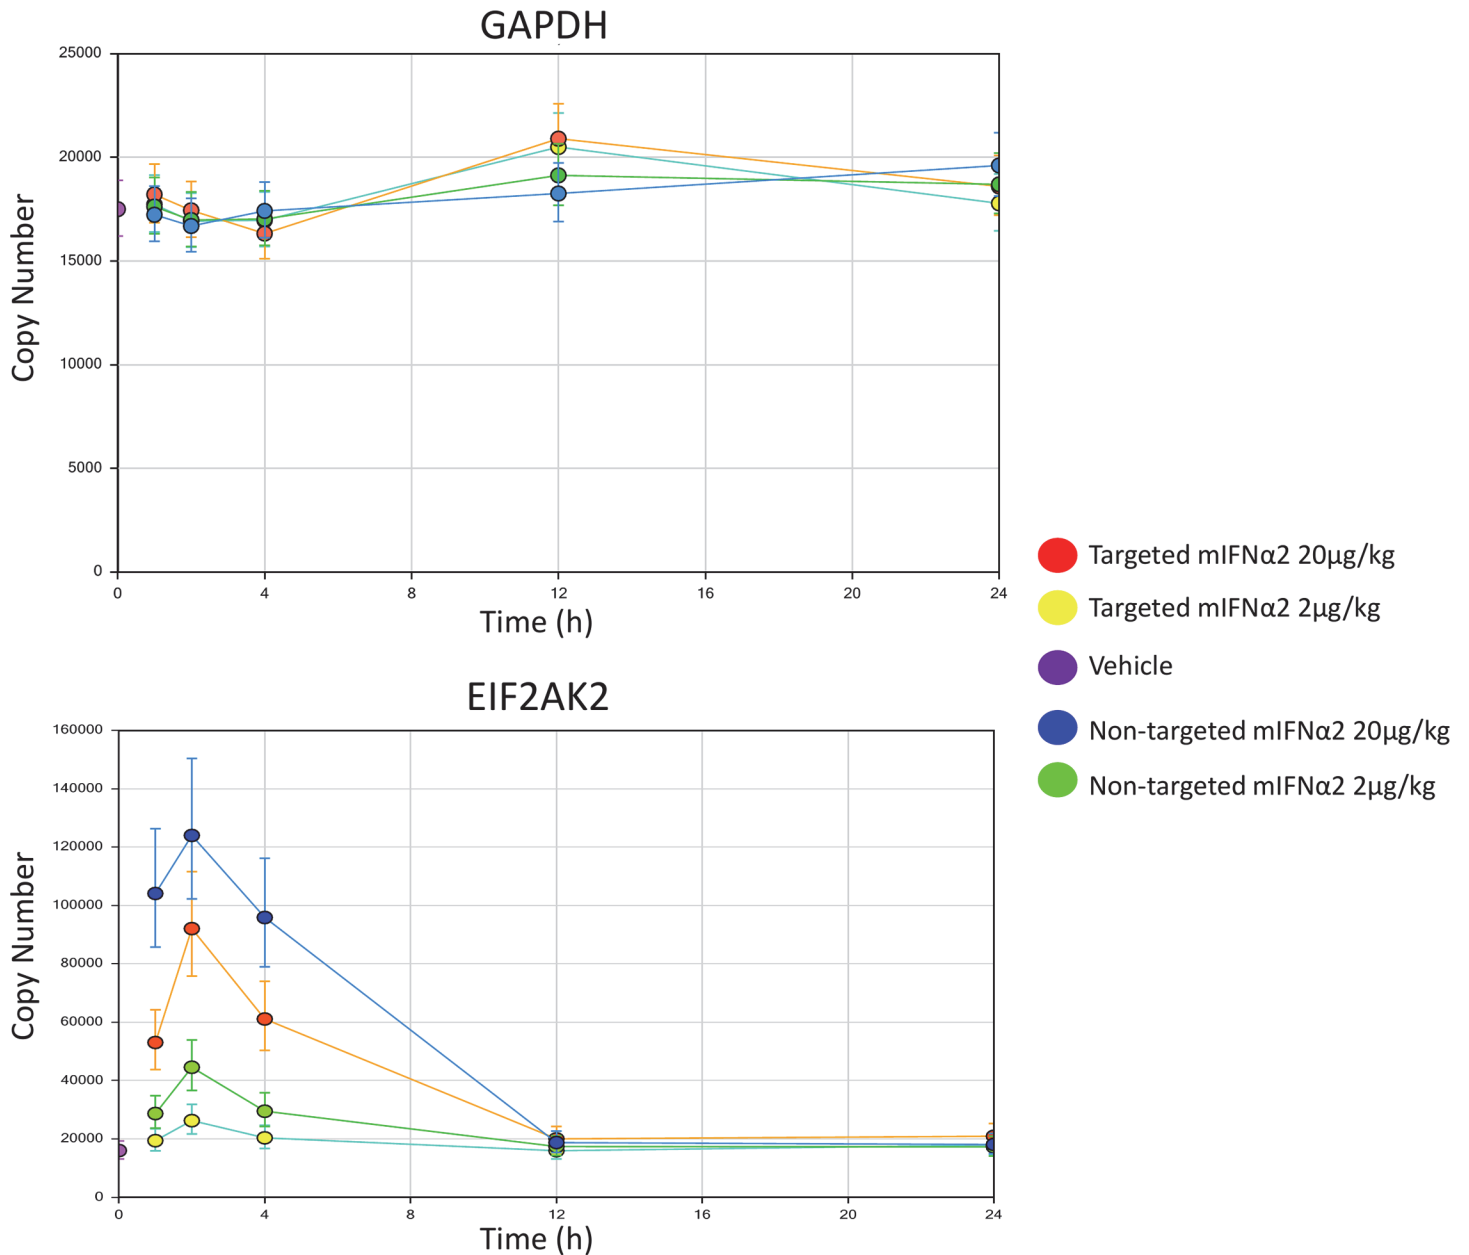 GAPDH
25000
20000
15000
10000
5000
0
Copy Number
0 4 8 12 16 20 24
Time (h)
Targeted mIFNα2 20µg/kg
Targeted mIFNα2 2µg/kg
Vehicle
Non-targeted mIFNα2 20µg/kg
Non-targeted mIFNα2 2µg/kg
EIF2AK2
160000
140000
120000
100000
80000
60000
40000
20000
0
Copy Number
0 4 8 12 16 20 24
Time (h)